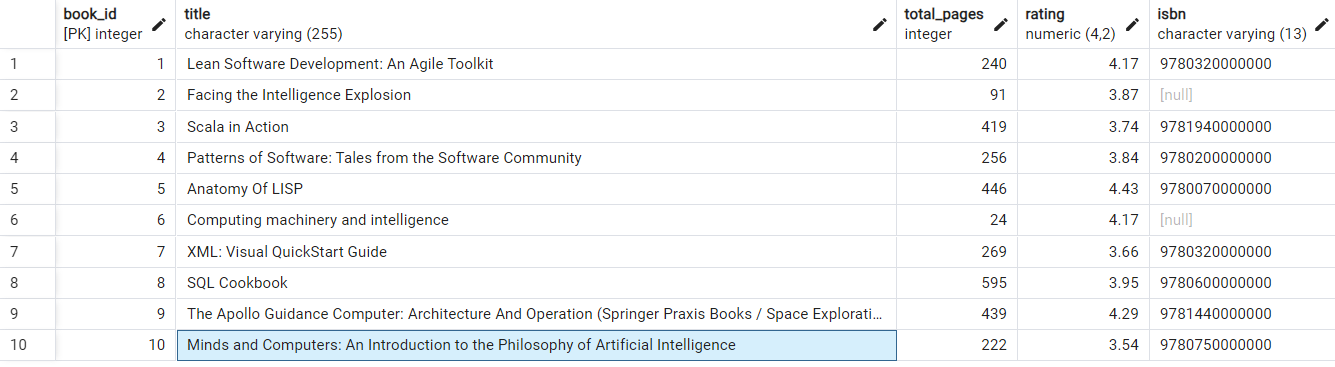 book_id title total_pages rating isbn
[PK] integer character varying (255) integer numeric (4,2) character varying (13)
1 1 Lean Software Development: An Agile Toolkit 240 4.17 9780320000000
2 2 Facing the Intelligence Explosion 91 3.87 [null]
3 3 Scala in Action 419 3.74 9781940000000
4 4 Patterns of Software: Tales from the Software Community 256 3.84 9780200000000
5 5 Anatomy Of LISP 446 4.43 9780070000000
6 6 Computing machinery and intelligence 24 4.17 [null]
7 7 XML: Visual QuickStart Guide 269 3.66 9780320000000
8 8 SQL Cookbook 595 3.95 9780600000000
9 9 The Apollo Guidance Computer: Architecture And Operation (Springer Praxis Books / Space Explorati... 439 4.29 9781440000000
10 10 Minds and Computers: An Introduction to the Philosophy of Artificial Intelligence 222 3.54 9780750000000